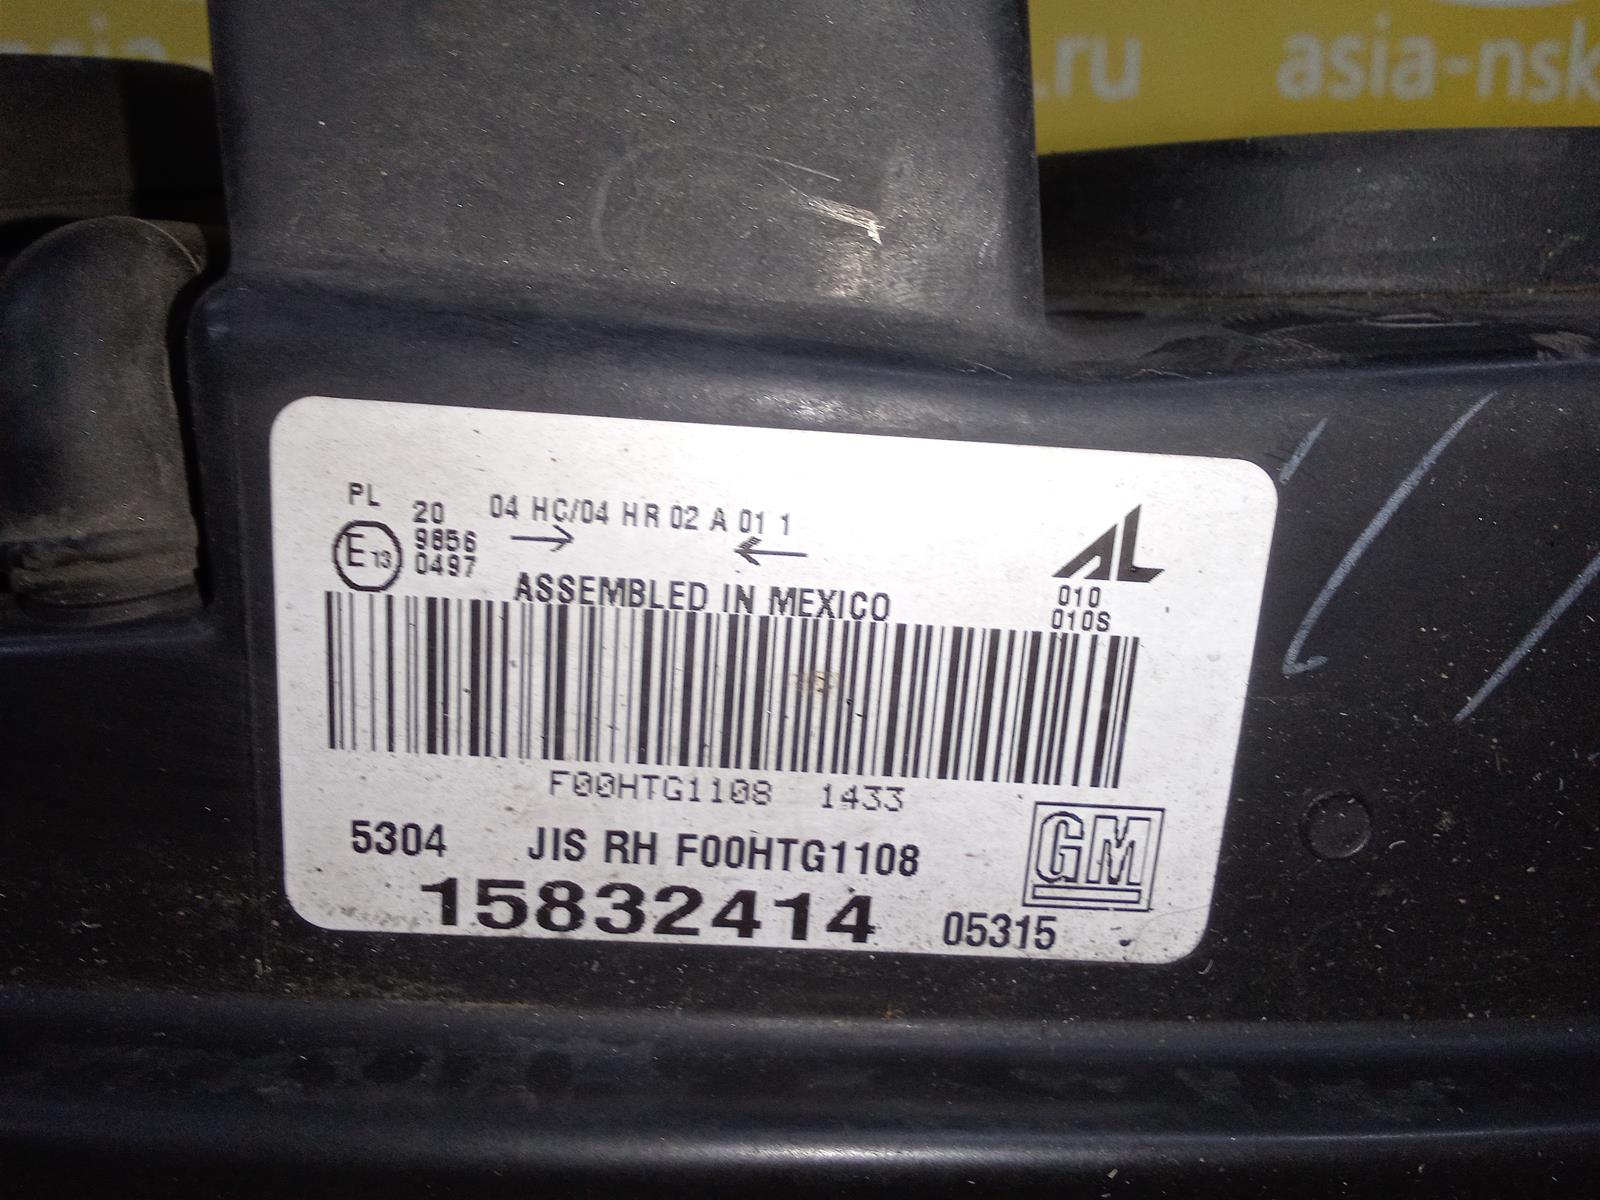 .ru asia-nsk
PL
20 04 HC/04 HR 02 A 01 1
E13 9856
0497
ASSEMBLED IN MEXICO
AL
010
010S
F00HTG1108 1433
5304 JIS RH F00HTG1108
GM
15832414 05315